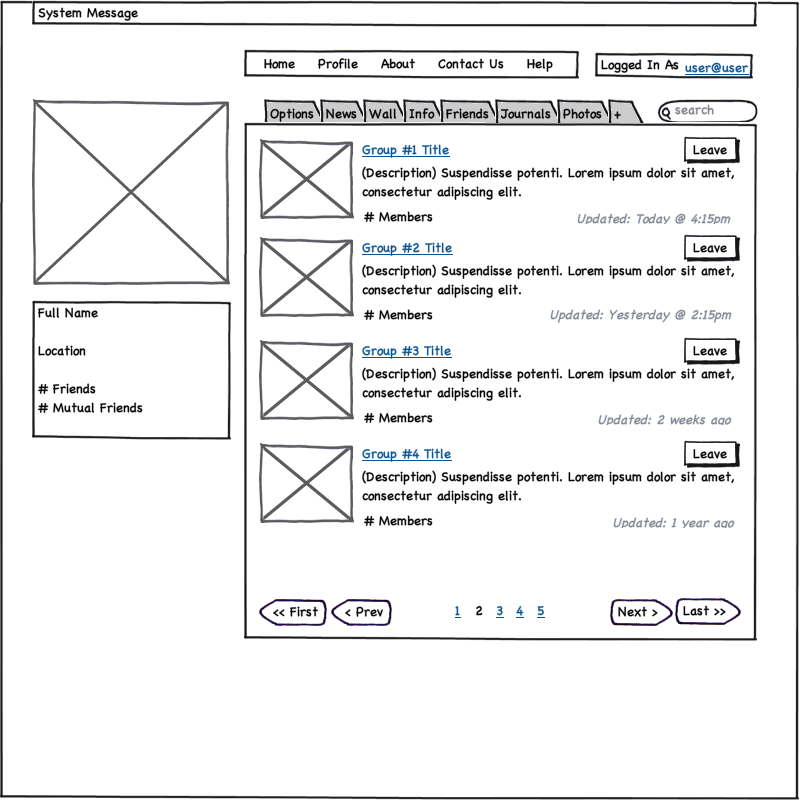 System Message
Home Profile About Contact Us Help
Logged In As user@user
Options News Wall Info Friends Journals Photos +
search
Group #1 Title
Leave
(Description) Suspendisse potenti. Lorem ipsum dolor sit amet,
consectetur adipiscing elit.
# Members
Updated: Today @ 4:15pm
Group #2 Title
Leave
(Description) Suspendisse potenti. Lorem ipsum dolor sit amet,
consectetur adipiscing elit.
# Members
Updated: Yesterday @ 2:15pm
Full Name
Location
# Friends
# Mutual Friends
Group #3 Title
Leave
(Description) Suspendisse potenti. Lorem ipsum dolor sit amet,
consectetur adipiscing elit.
# Members
Updated: 2 weeks ago
Group #4 Title
Leave
(Description) Suspendisse potenti. Lorem ipsum dolor sit amet,
consectetur adipiscing elit.
# Members
Updated: 1 year ago
<< First < Prev 1 2 3 4 5 Next > Last >>